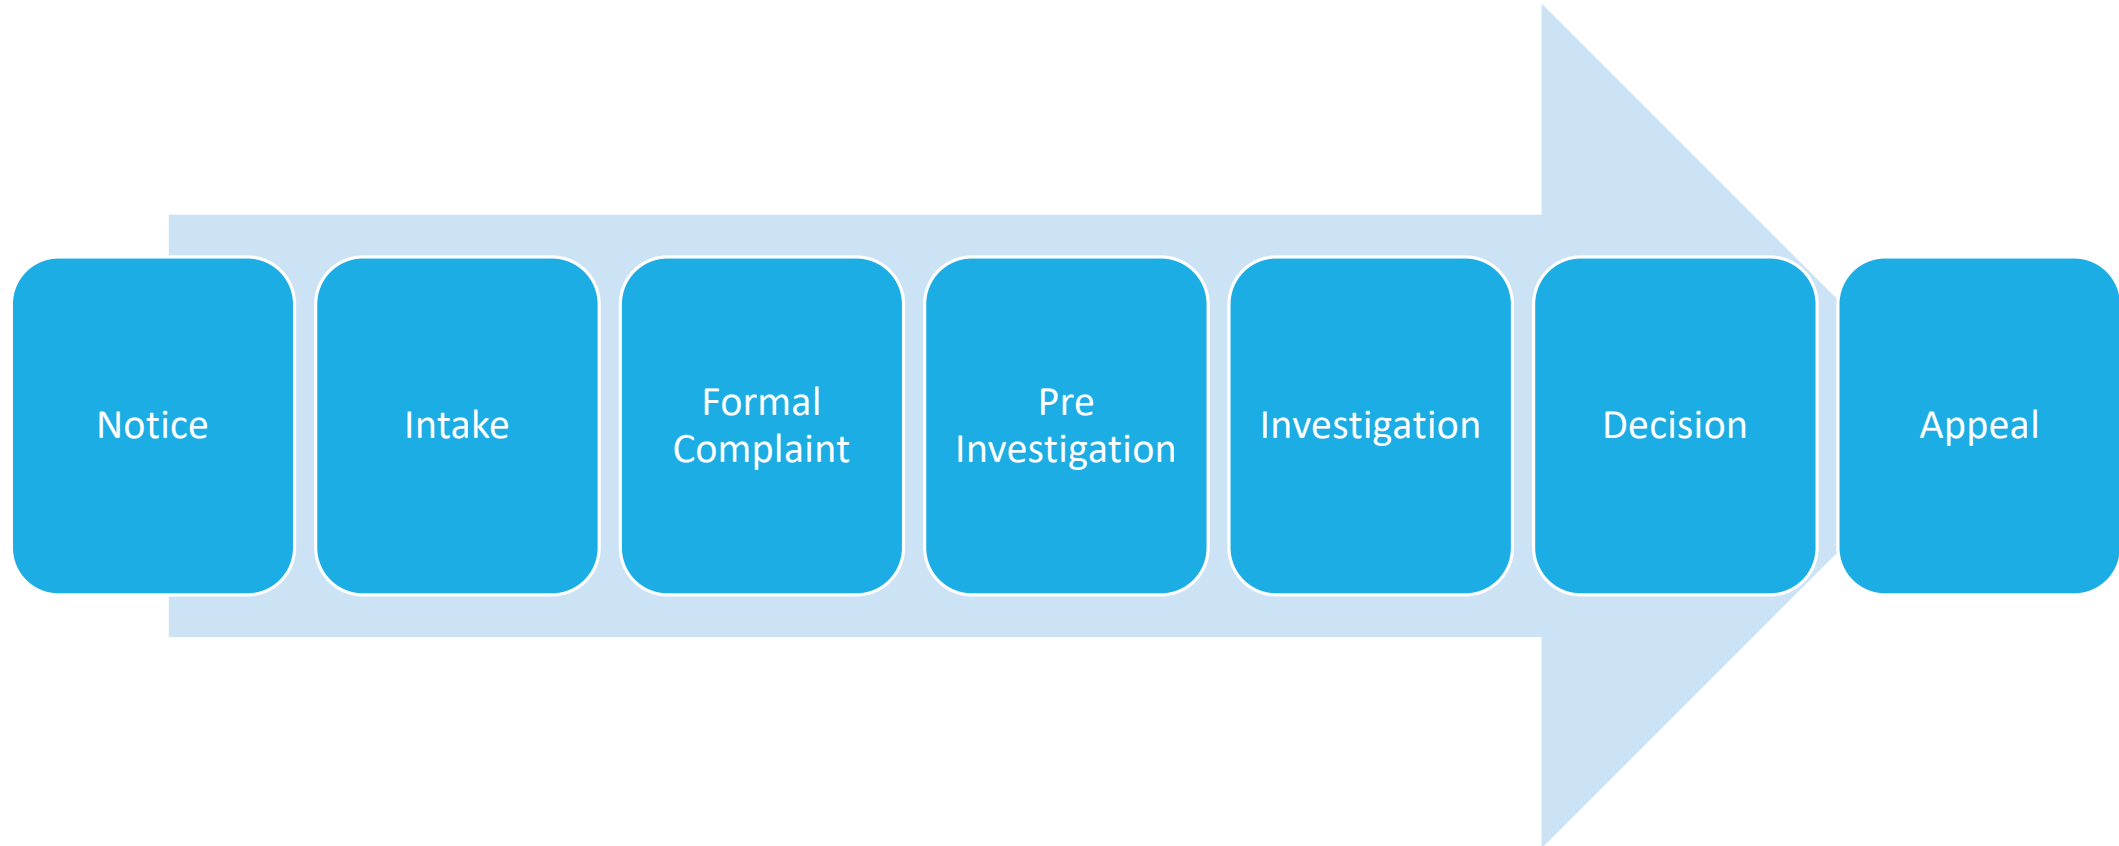 Notice
Intake
Formal
Complaint
Pre
Investigation
Investigation
Decision
Appeal